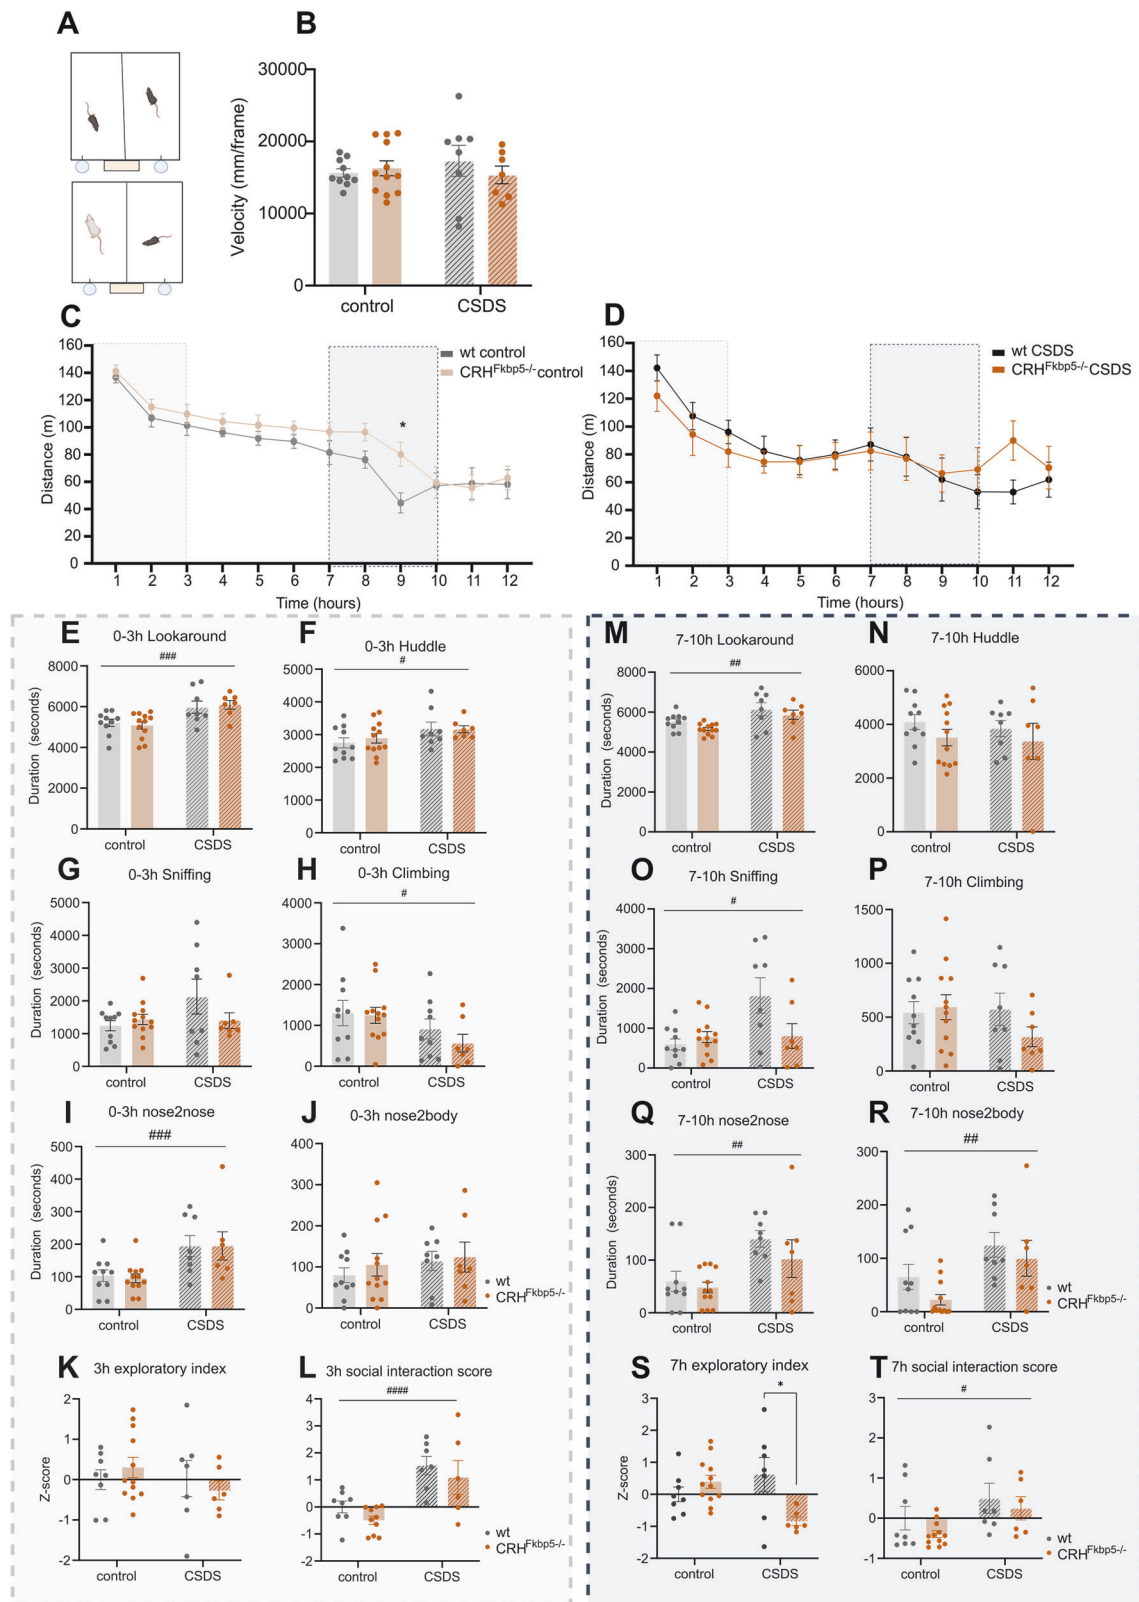 A
B
30000
20000
10000
0
Velocity (mm/frame)
control
CSDS
C
160
140
120
100
80
60
40
20
0
Distance (m)
wt control
CRHFkbp5-/- control
*
1 2 3 4 5 6 7 8 9 10 11 12
Time (hours)
D
160
140
120
100
80
60
40
20
0
Distance (m)
wt CSDS
CRHFkbp5-/- CSDS
1 2 3 4 5 6 7 8 9 10 11 12
Time (hours)
E
0-3h Lookaround
###
8000
6000
4000
2000
0
Duration (seconds)
control
CSDS
F
0-3h Huddle
#
5000
4000
3000
2000
1000
0
control
CSDS
G
0-3h Sniffing
5000
4000
3000
2000
1000
0
Duration (seconds)
control
CSDS
H
0-3h Climbing
#
4000
3000
2000
1000
0
control
CSDS
I
0-3h nose2nose
###
500
400
300
200
100
0
Duration (seconds)
control
CSDS
J
0-3h nose2body
400
300
200
100
0
control
CSDS
wt
CRHFkbp5-/-
K
3h exploratory index
2
1
0
-1
-2
Z-score
control
CSDS
L
3h social interaction score
####
4
3
2
1
0
-1
-2
control
CSDS
wt
CRHFkbp5-/-
M
7-10h Lookaround
##
8000
6000
4000
2000
0
Duration (seconds)
control
CSDS
N
7-10h Huddle
6000
4000
2000
0
control
CSDS
O
7-10h Sniffing
#
4000
3000
2000
1000
0
Duration (seconds)
control
CSDS
P
7-10h Climbing
1500
1000
500
0
control
CSDS
Q
7-10h nose2nose
##
300
200
100
0
Duration (seconds)
control
CSDS
R
7-10h nose2body
##
300
200
100
0
control
CSDS
wt
CRHFkbp5-/-
S
7h exploratory index
*
3
2
1
0
-1
-2
Z-score
control
CSDS
T
7h social interaction score
#
3
2
1
0
-1
control
CSDS
wt
CRHFkbp5-/-